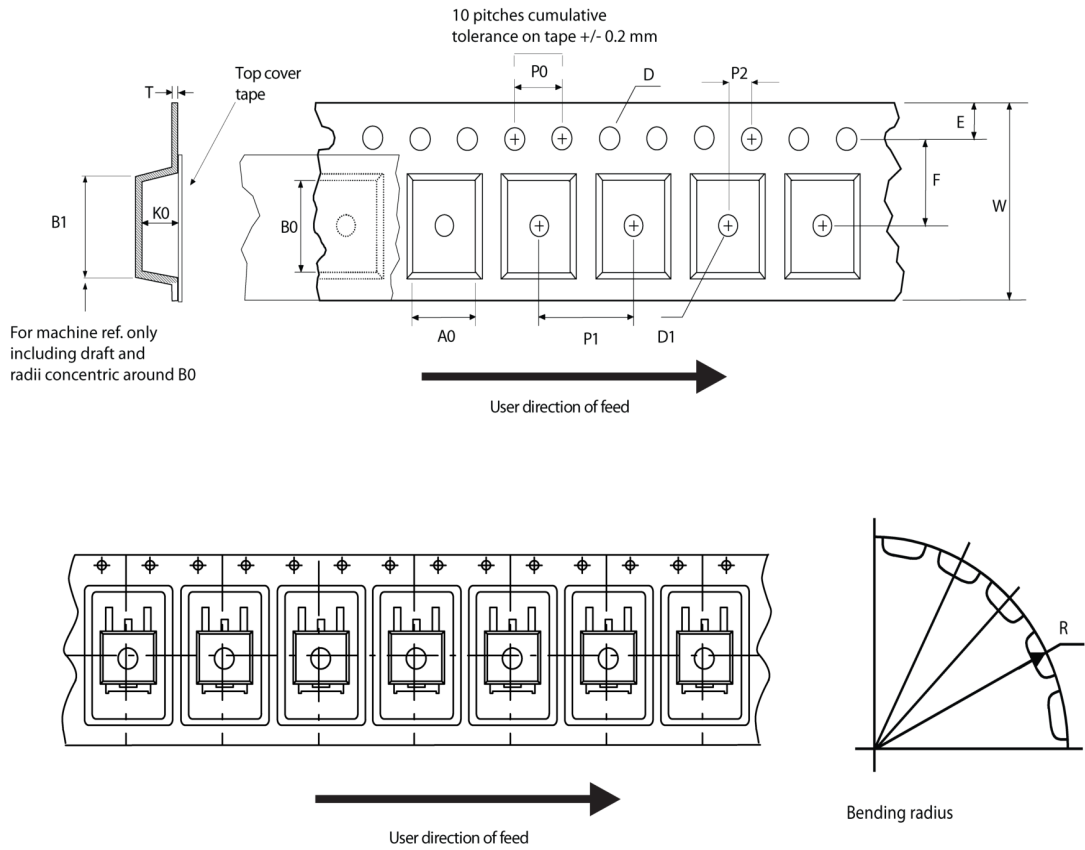 10 pitches cumulative
tolerance on tape +/- 0.2 mm
T
Top cover
tape
P0
D
P2
E
F
W
B1
K0
B0
For machine ref. only
including draft and
radii concentric around B0
A0
P1
D1
User direction of feed
R
Bending radius
User direction of feed